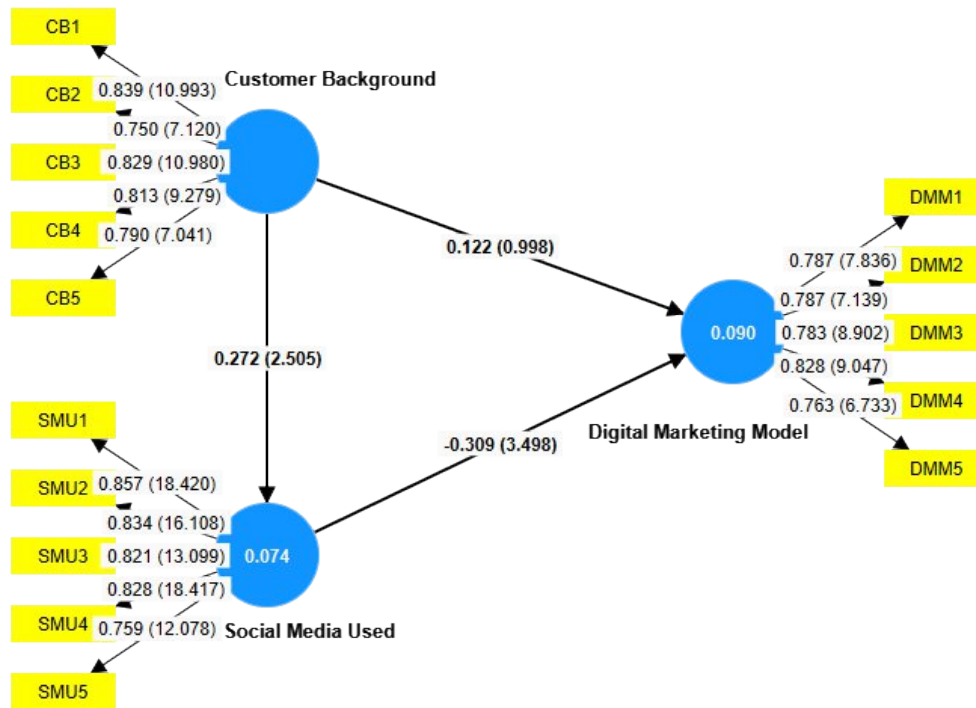 CB1
Customer Background
0.839 (10.993)
CB2
0.750 (7.120)
CB3
0.829 (10.980)
0.813 (9.279)
CB4
0.790 (7.041)
CB5
0.122 (0.998)
DMM1
0.787 (7.836)
DMM2
0.787 (7.139)
0.090
0.783 (8.902)
DMM3
0.828 (9.047)
DMM4
0.763 (6.733)
Digital Marketing Model
DMM5
0.272 (2.505)
-0.309 (3.498)
SMU1
0.857 (18.420)
SMU2
0.834 (16.108)
SMU3
0.821 (13.099)
0.074
0.828 (18.417)
SMU4
0.759 (12.078)
Social Media Used
SMU5